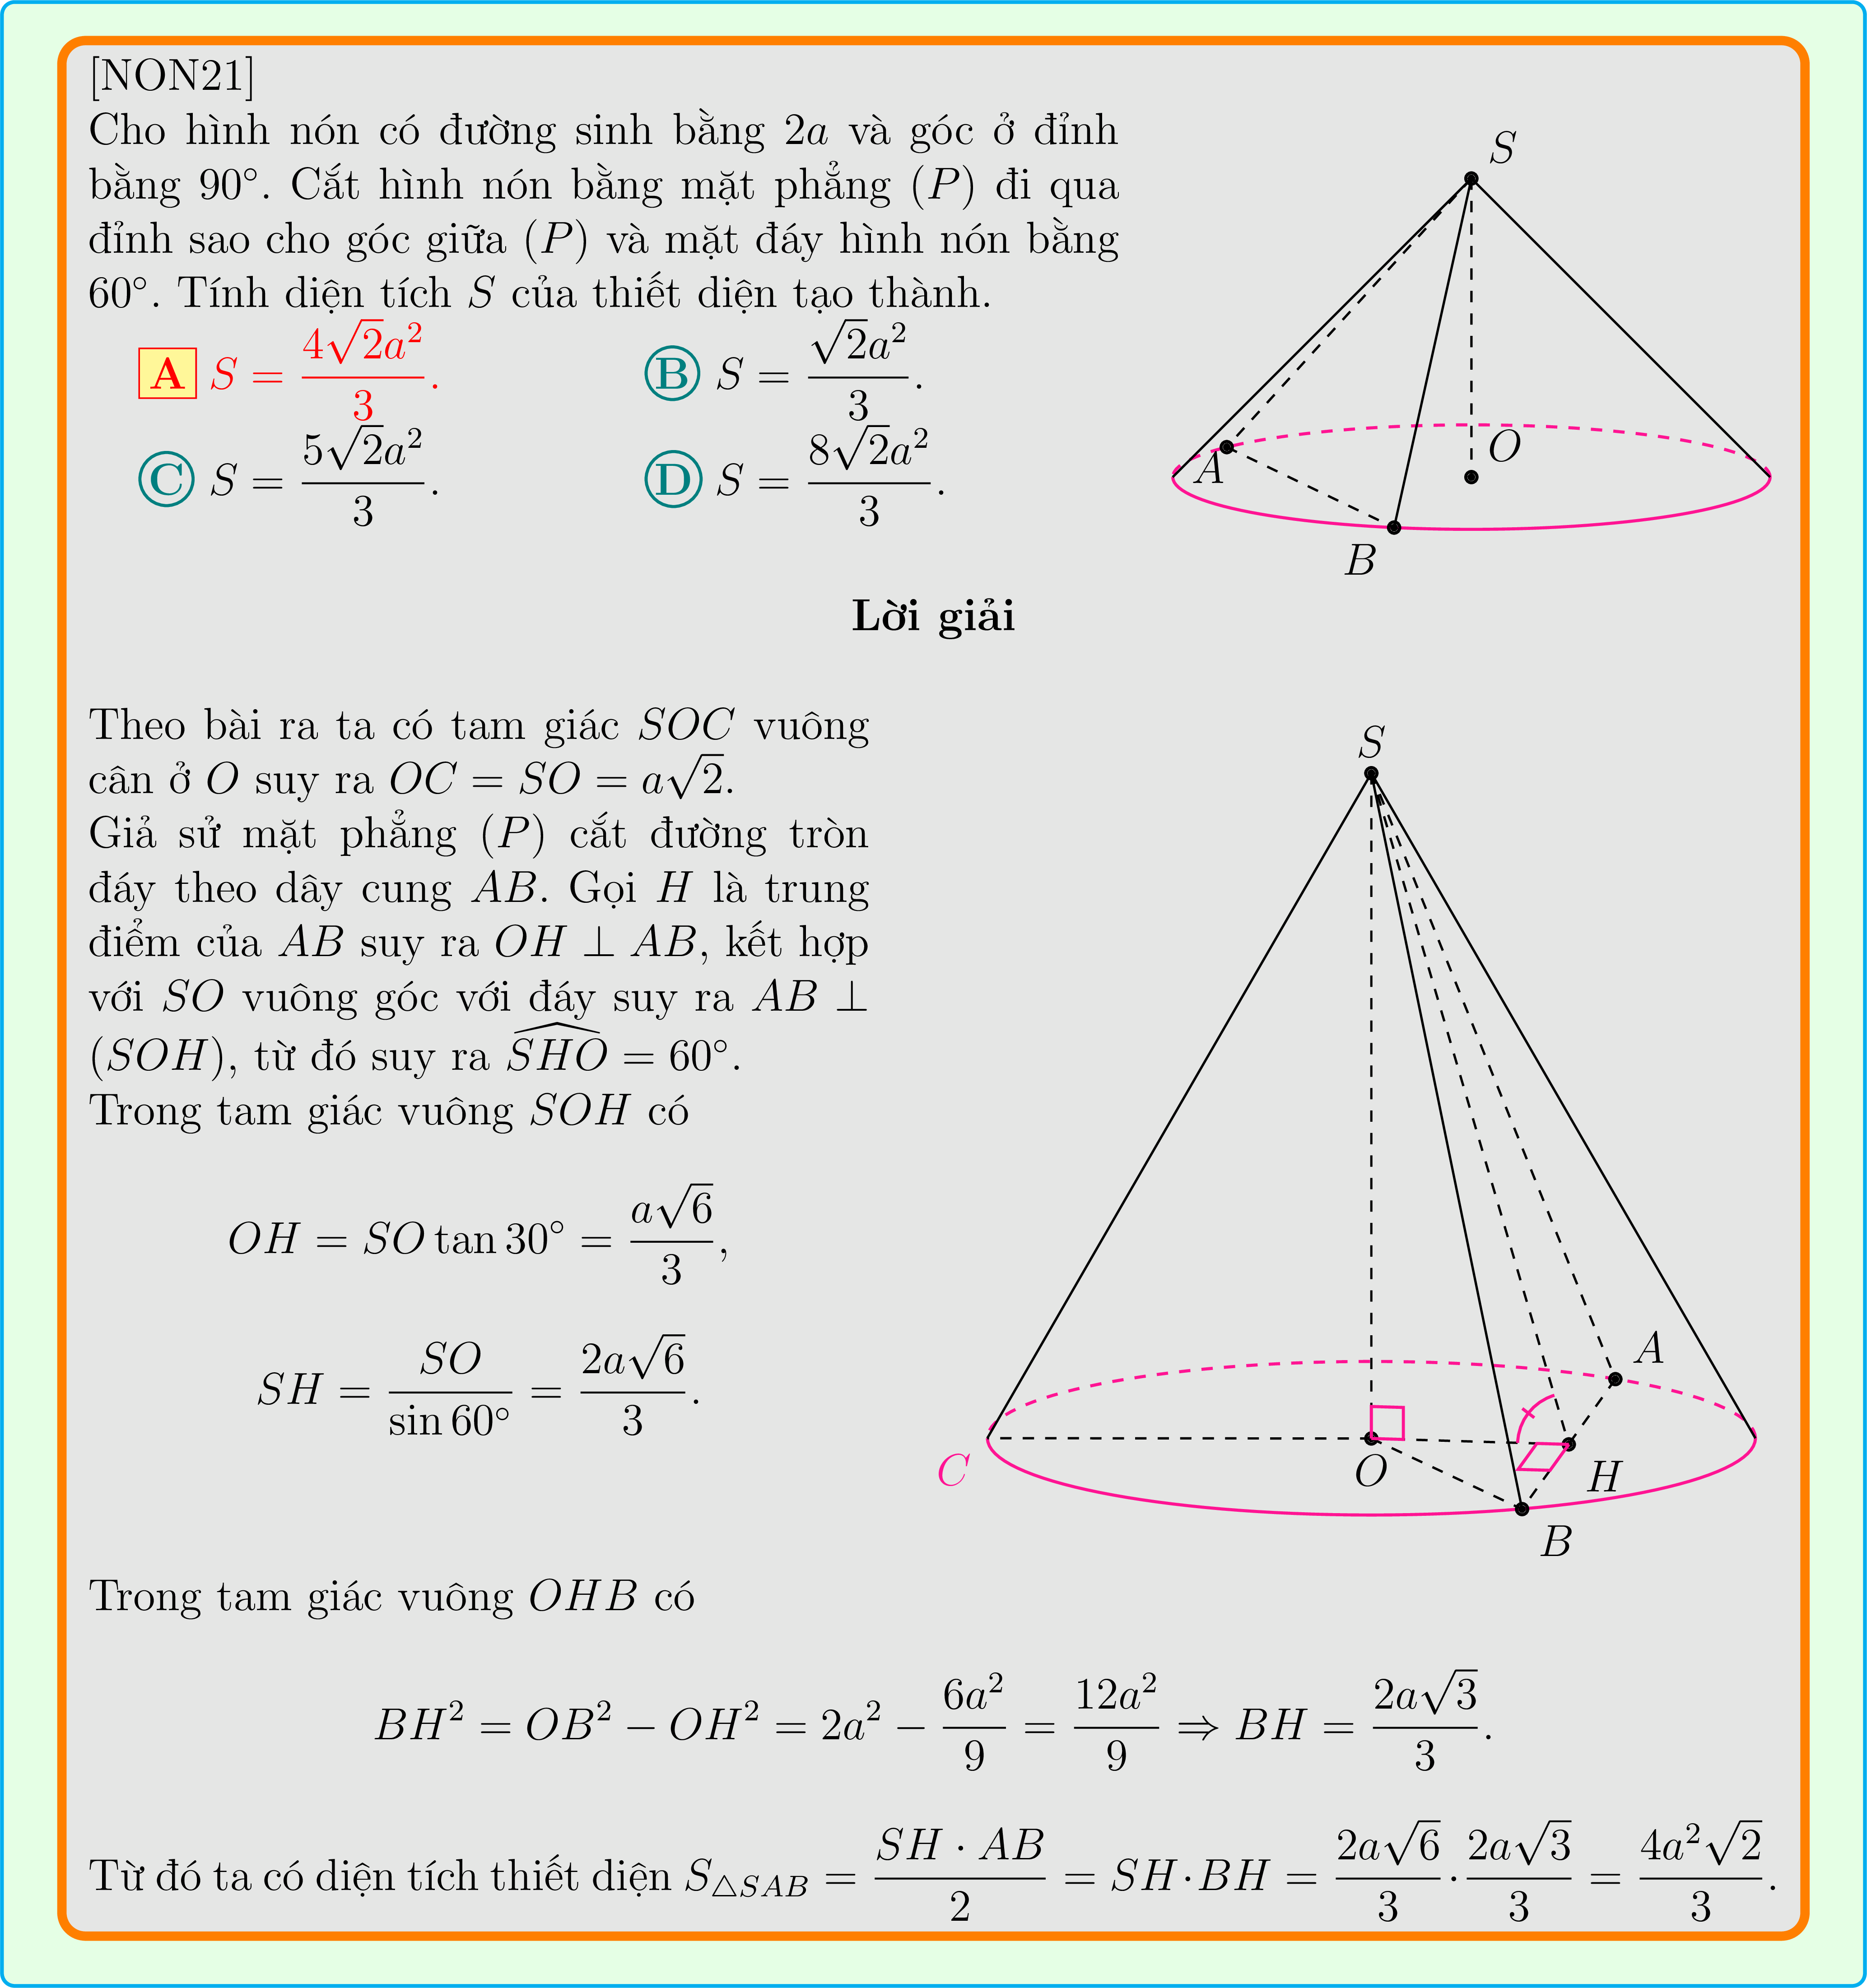 [NON21]
Cho hình nón có đường sinh bằng 2a và góc ở đỉnh
bằng 90°. Cắt hình nón bằng mặt phẳng (P) đi qua
đỉnh sao cho góc giữa (P) và mặt đáy hình nón bằng
60°. Tính diện tích S của thiết diện tạo thành.
A S = \frac{4\sqrt{2}a^2}{3}. B S = \frac{\sqrt{2}a^2}{3}.
C S = \frac{5\sqrt{2}a^2}{3}. D S = \frac{8\sqrt{2}a^2}{3}.
S
A
O
B
Lời giải
Theo bài ra ta có tam giác SOC vuông
cân ở O suy ra OC = SO = a\sqrt{2}.
Giả sử mặt phẳng (P) cắt đường tròn
đáy theo dây cung AB. Gọi H là trung
điểm của AB suy ra OH ⊥ AB, kết hợp
với SO vuông góc với đáy suy ra AB ⊥
(SOH), từ đó suy ra \widehat{SHO} = 60°.
Trong tam giác vuông SOH có
OH = SO tan 30° = \frac{a\sqrt{6}}{3},
SH = \frac{SO}{\sin 60°} = \frac{2a\sqrt{6}}{3}.
S
A
C
O
H
B
Trong tam giác vuông OHB có
BH^2 = OB^2 − OH^2 = 2a^2 − \frac{6a^2}{9} = \frac{12a^2}{9} ⇒ BH = \frac{2a\sqrt{3}}{3}.
Từ đó ta có diện tích thiết diện S_{△SAB} = \frac{SH · AB}{2} = SH·BH = \frac{2a\sqrt{6}}{3}·\frac{2a\sqrt{3}}{3} = \frac{4a^2\sqrt{2}}{3}.